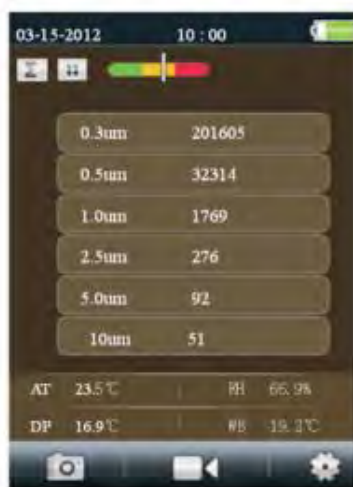 03-15-2012 10:00
0.3um 201605
0.5um 32314
1.0um 1769
2.5um 276
5.0um 92
10um 51
AT 23.5℃ RH 66.9%
DP 16.9℃ WB 19.2℃